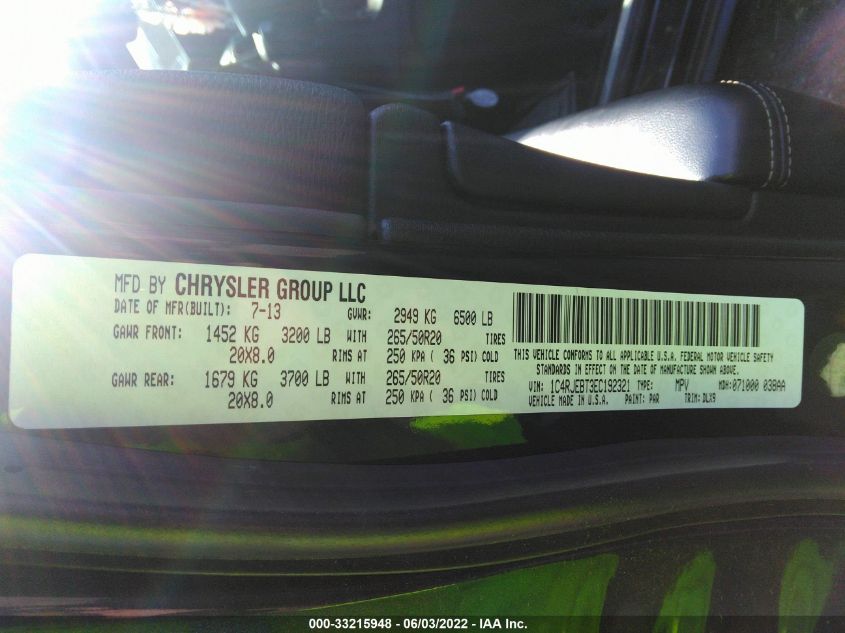 MFD BY CHRYSLER GROUP LLC
DATE OF MFR(BUILT): 7-13 GVWR: 2949 KG 6500 LB
GAWR FRONT: 1452 KG 3200 LB WITH 265/50R20 TIRES
20X8.0 RIMS AT 250 KPA ( 36 PSI) COLD
GAWR REAR: 1679 KG 3700 LB WITH 265/50R20 TIRES
20X8.0 RIMS AT 250 KPA ( 36 PSI) COLD
THIS VEHICLE CONFORMS TO ALL APPLICABLE U.S.A. FEDERAL MOTOR VEHICLE SAFETY
STANDARDS IN EFFECT ON THE DATE OF MANUFACTURE SHOWN ABOVE.
VIN: 1C4RJEBT3EC192321 TYPE: MPV MDH: 071000 038AA
VEHICLE MADE IN U.S.A. PAINT: PAR TRIM: DLX9
000-33215948 - 06/03/2022 - IAA Inc.